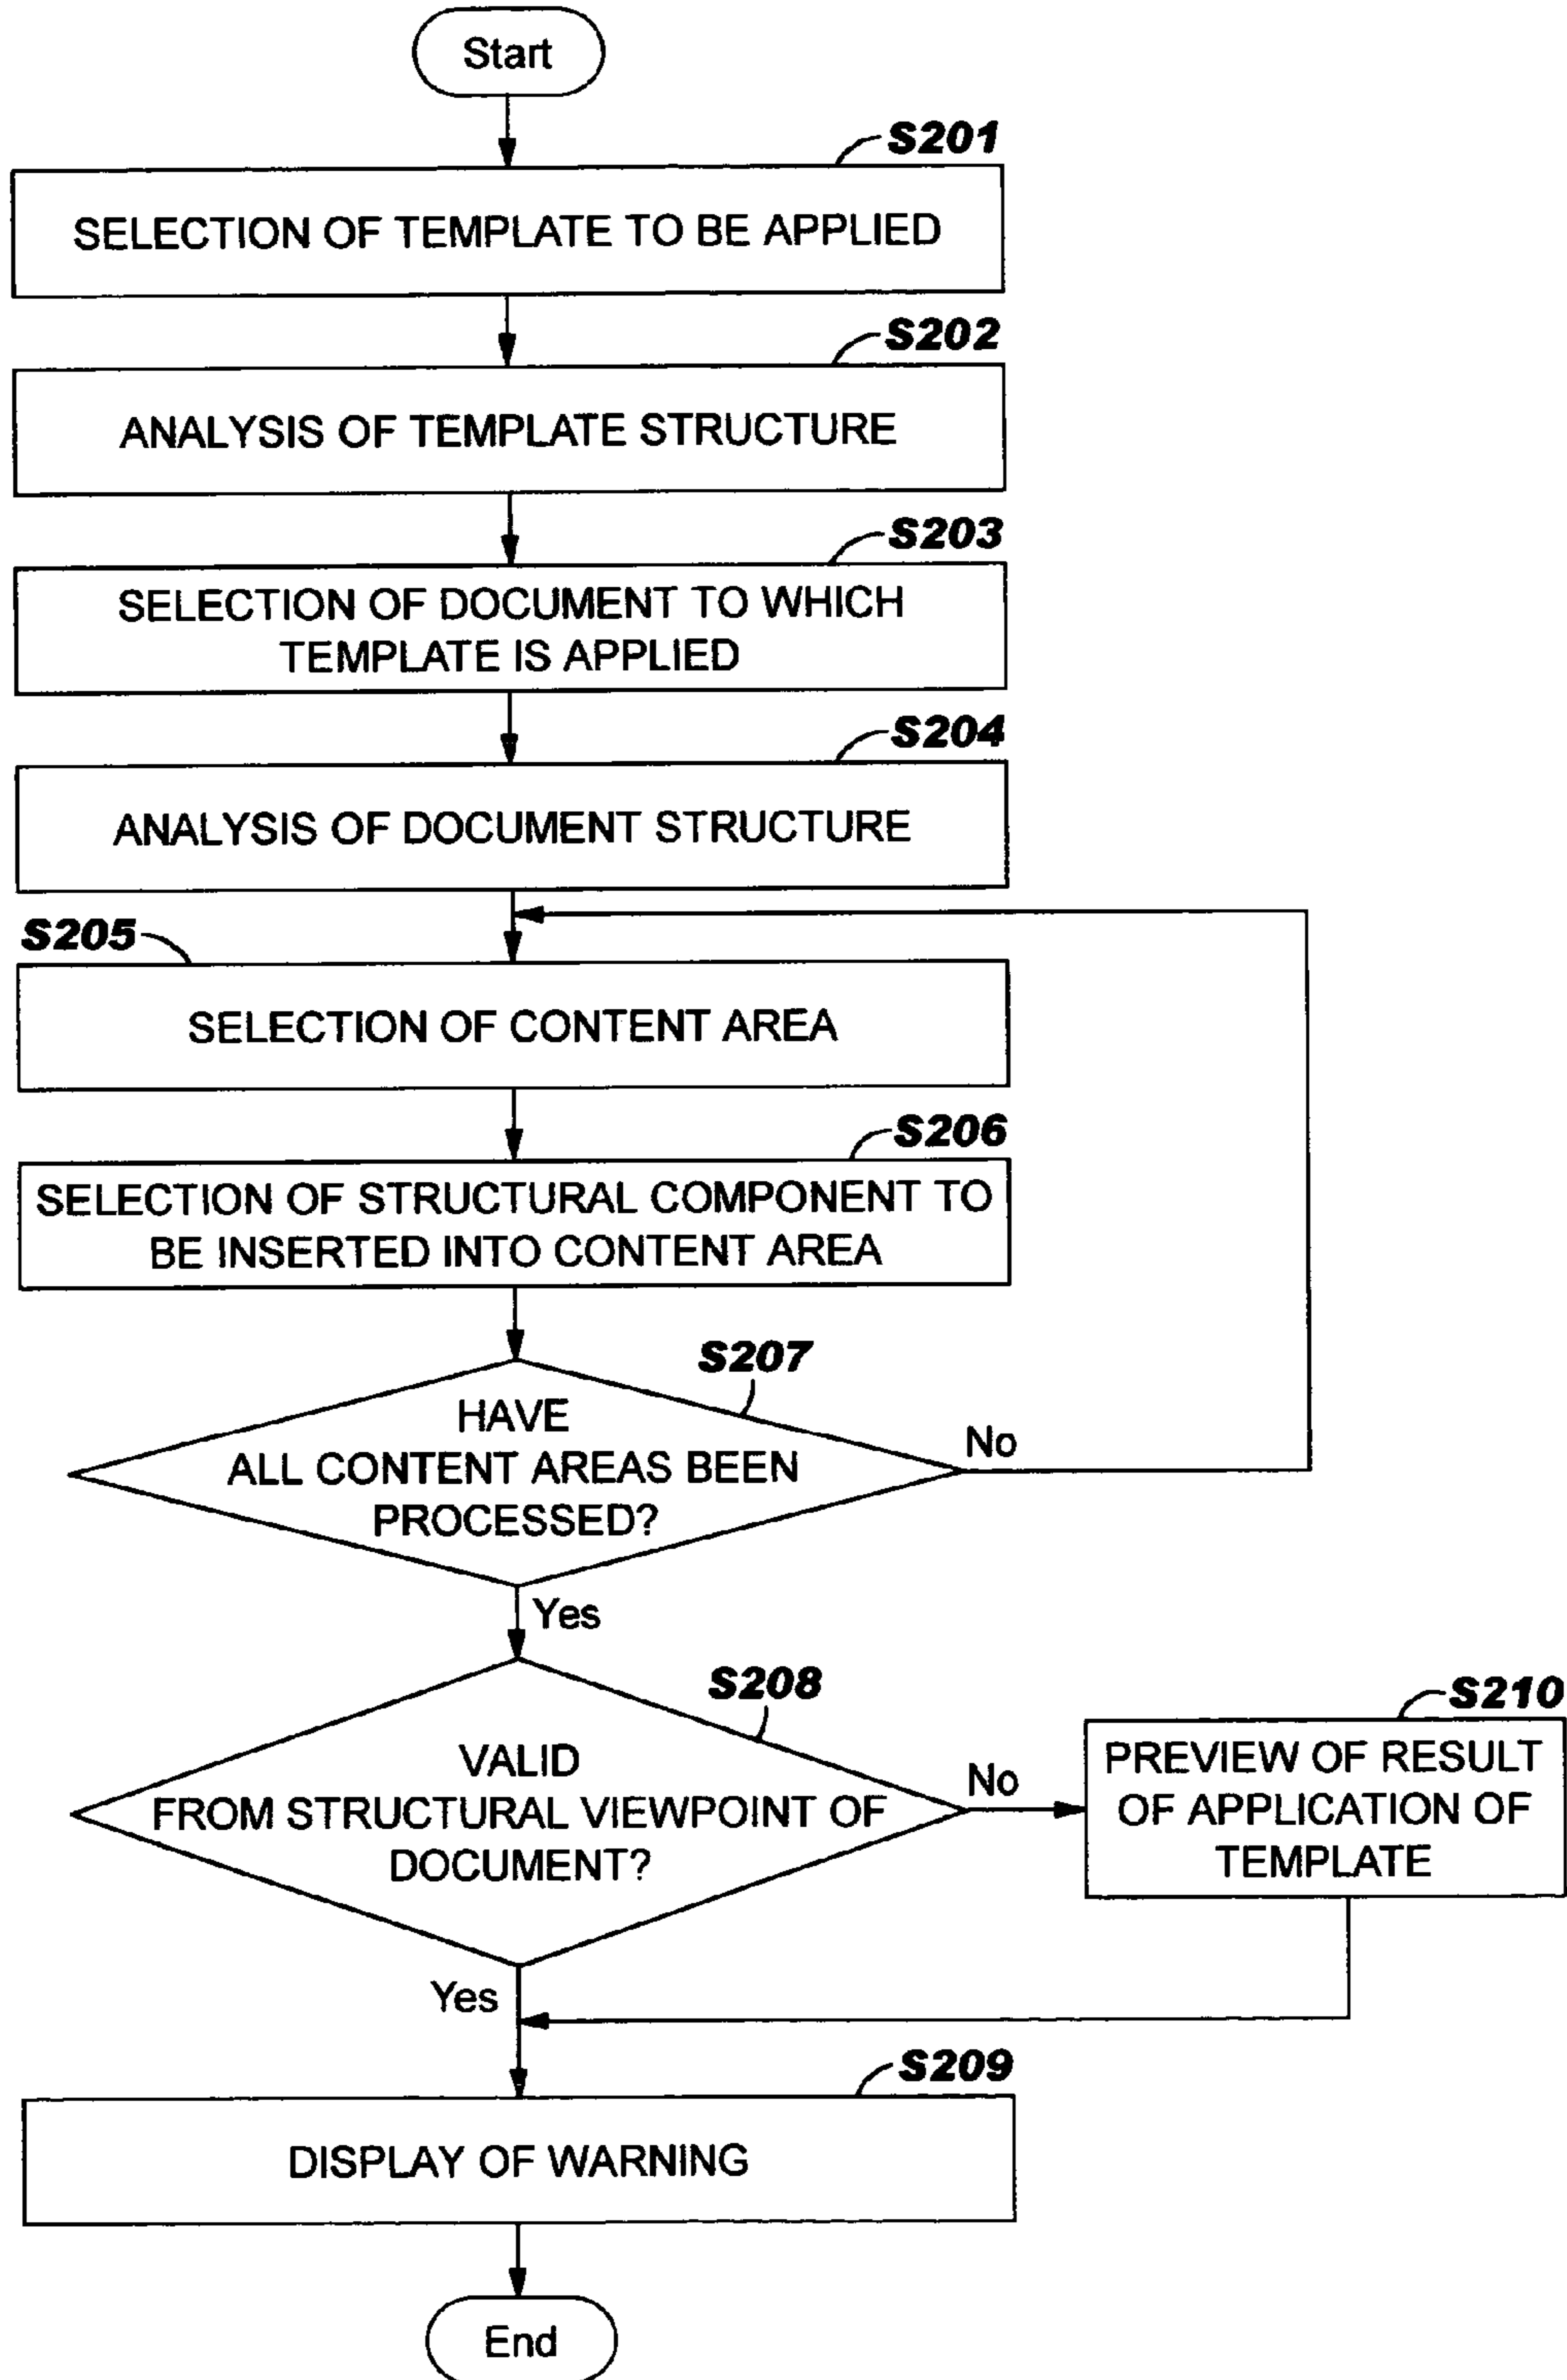 Start
S201
SELECTION OF TEMPLATE TO BE APPLIED
S202
ANALYSIS OF TEMPLATE STRUCTURE
S203
SELECTION OF DOCUMENT TO WHICH
TEMPLATE IS APPLIED
S204
ANALYSIS OF DOCUMENT STRUCTURE
S205
SELECTION OF CONTENT AREA
S206
SELECTION OF STRUCTURAL COMPONENT TO
BE INSERTED INTO CONTENT AREA
S207
HAVE
ALL CONTENT AREAS BEEN
PROCESSED?
No
Yes
S208
VALID
FROM STRUCTURAL VIEWPOINT OF
DOCUMENT?
No
S210
PREVIEW OF RESULT
OF APPLICATION OF
TEMPLATE
Yes
S209
DISPLAY OF WARNING
End